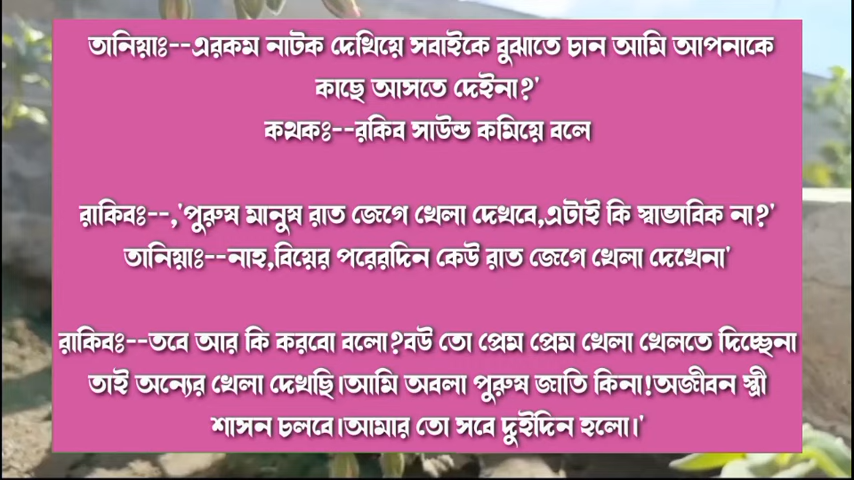 তানিয়াঃ--এরকম নাটক দেখিয়ে সবাইকে বুঝাতে চান আমি আপনাকে
কাছে আসতে দেইনা?'
কথকঃ--রকিব সাউন্ড কমিয়ে বলে
রাকিবঃ--,'পুরুষ মানুষ রাত জেগে খেলা দেখবে,এটাই কি স্বাভাবিক না?'
তানিয়াঃ--নাহ,বিয়ের পরেরদিন কেউ রাত জেগে খেলা দেখেনা'
রাকিবঃ--তবে আর কি করবো বলো?বউ তো প্রেম প্রেম খেলা খেলতে দিচ্ছেনা
তাই অন্যের খেলা দেখছি।আমি অবলা পুরুষ জাতি কিনা!অজীবন স্ত্রী
শাসন চলবে।আমার তো সবে দুইদিন হলো।'